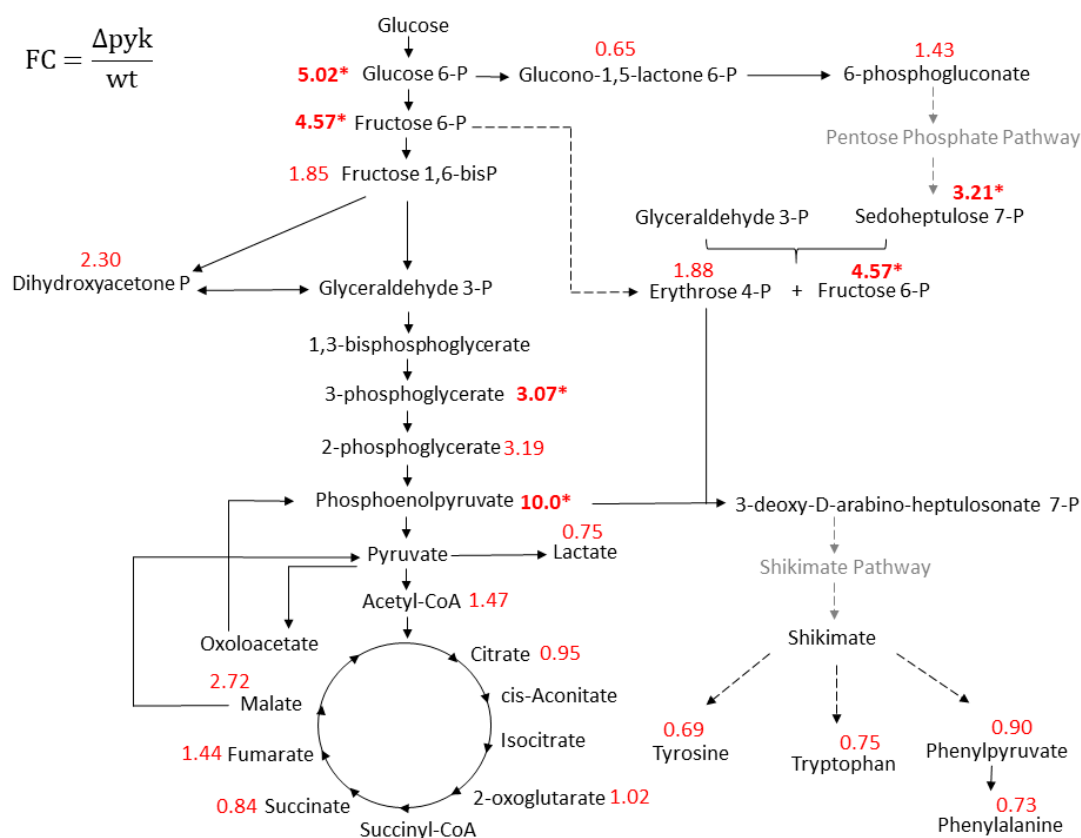 Glucose
FC = Δpyk / wt
0.65
1.43
5.02* Glucose 6-P
Glucono-1,5-lactone 6-P
6-phosphogluconate
4.57* Fructose 6-P
Pentose Phosphate Pathway
1.85 Fructose 1,6-bisP
3.21*
Glyceraldehyde 3-P
Sedoheptulose 7-P
2.30
Dihydroxyacetone P
Glyceraldehyde 3-P
1.88
4.57*
Erythrose 4-P + Fructose 6-P
1,3-bisphosphoglycerate
3-phosphoglycerate 3.07*
2-phosphoglycerate 3.19
Phosphoenolpyruvate 10.0*
3-deoxy-D-arabino-heptulosonate 7-P
0.75
Pyruvate
Lactate
Shikimate Pathway
Acetyl-CoA 1.47
Oxoloacetate
Shikimate
Citrate 0.95
2.72
Malate
cis-Aconitate
Isocitrate
1.44 Fumarate
0.69
Tyrosine
0.75
Tryptophan
0.90
Phenylpyruvate
2-oxoglutarate 1.02
0.84 Succinate
Succinyl-CoA
0.73
Phenylalanine